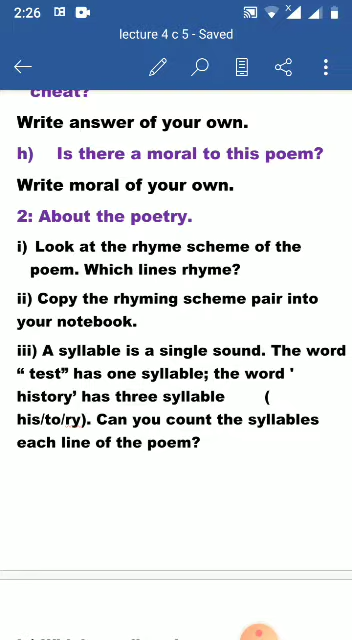 2:26
lecture 4 c 5 - Saved
cheat?
Write answer of your own.
h) Is there a moral to this poem?
Write moral of your own.
2: About the poetry.
i) Look at the rhyme scheme of the
poem. Which lines rhyme?
ii) Copy the rhyming scheme pair into
your notebook.
iii) A syllable is a single sound. The word
“ test” has one syllable; the word '
history’ has three syllable (
his/to/ry). Can you count the syllables
each line of the poem?